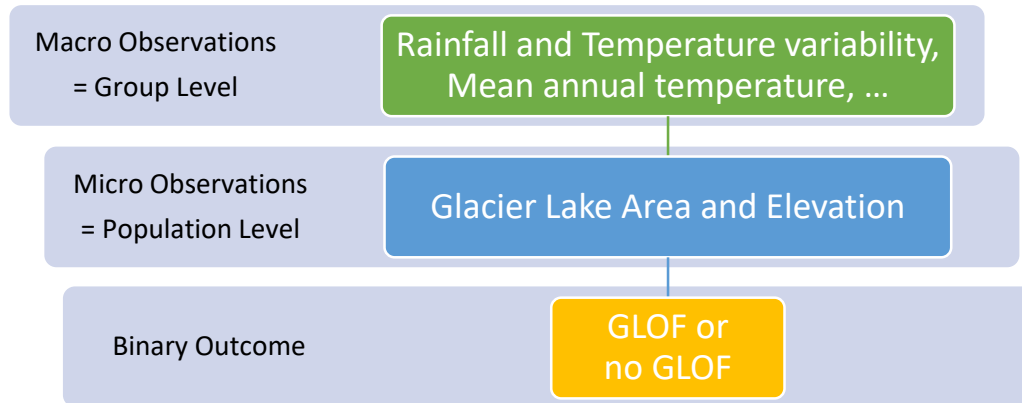 Macro Observations
= Group Level
Rainfall and Temperature variability,
Mean annual temperature, ...
Micro Observations
= Population Level
Glacier Lake Area and Elevation
Binary Outcome
GLOF or
no GLOF